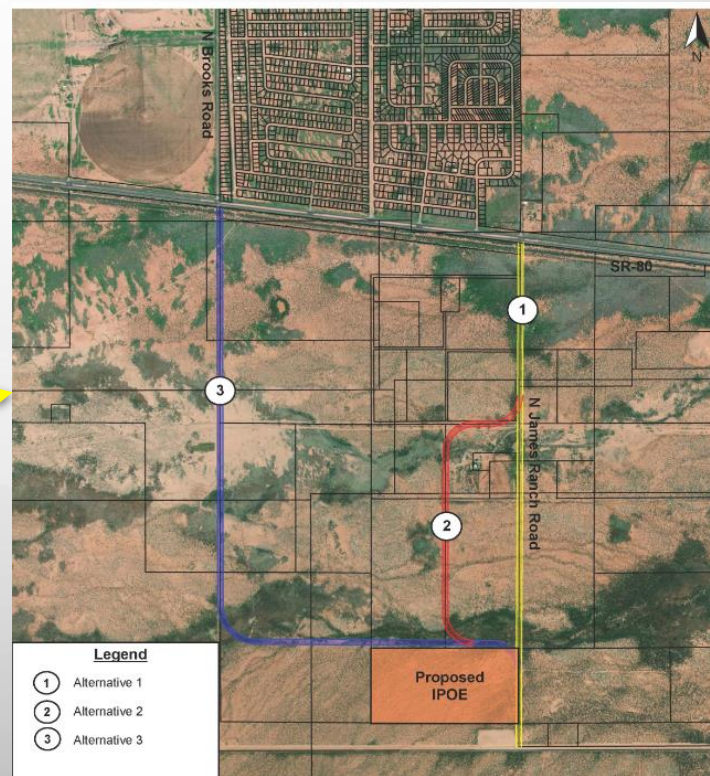 N Brooks Road
N
SR-80
1
3
N James Ranch Road
2
Legend
1 Alternative 1
2 Alternative 2
3 Alternative 3
Proposed
IPOE